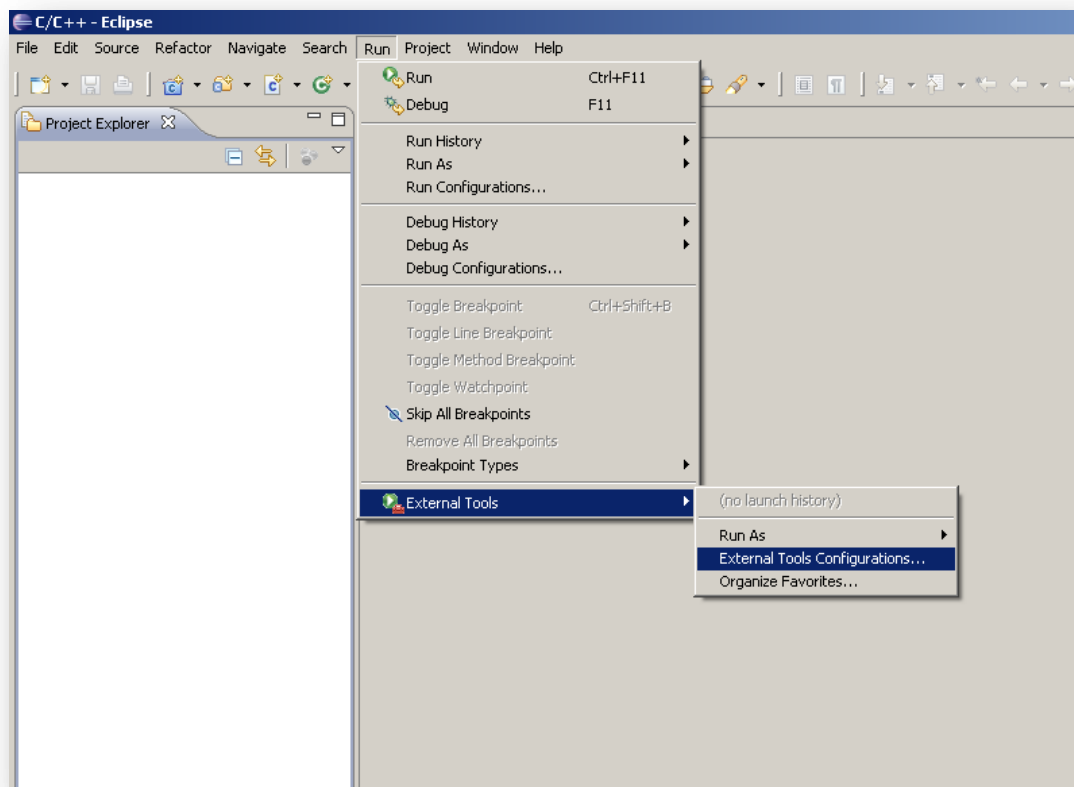 C/C++ - Eclipse
File Edit Source Refactor Navigate Search Run Project Window Help
Project Explorer
Run Ctrl+F11
Debug F11
Run History
Run As
Run Configurations...
Debug History
Debug As
Debug Configurations...
Toggle Breakpoint Ctrl+Shift+B
Toggle Line Breakpoint
Toggle Method Breakpoint
Toggle Watchpoint
Skip All Breakpoints
Remove All Breakpoints
Breakpoint Types
External Tools
(no launch history)
Run As
External Tools Configurations...
Organize Favorites...